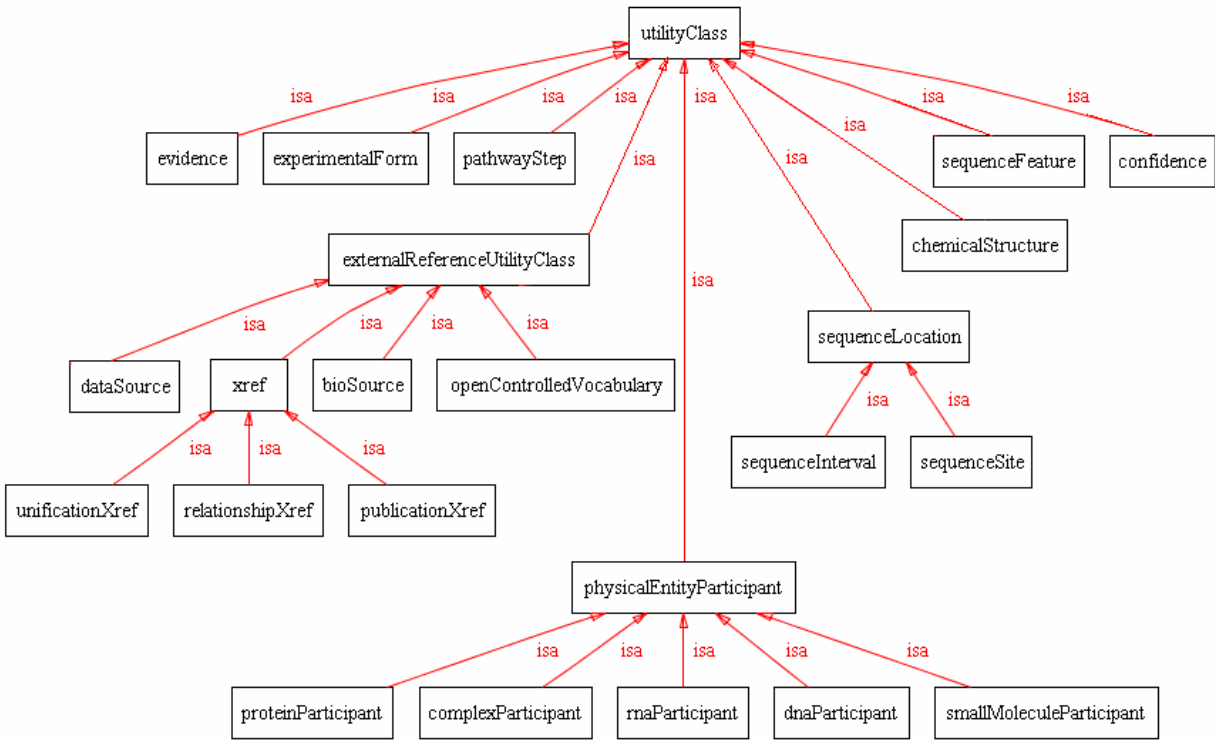 utilityClass
isa isa isa isa isa isa
isa
isa
isa
evidence experimentalForm pathwayStep sequenceFeature confidence
externalReferenceUtilityClass chemicalStructure
isa
isa isa isa isa
sequenceLocation
dataSource xref bioSource openControlledVocabulary
isa isa
isa isa isa
sequenceInterval sequenceSite
unificationXref relationshipXref publicationXref
physicalEntityParticipant
isa isa isa isa isa
proteinParticipant complexParticipant rnaParticipant dnaParticipant smallMoleculeParticipant